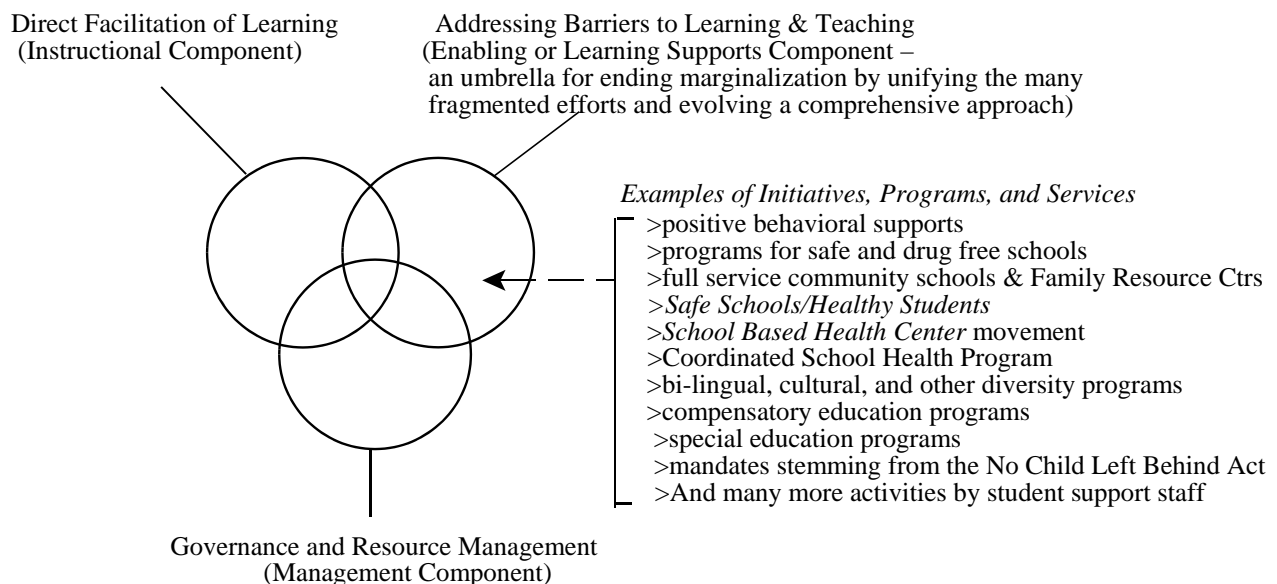 Direct Facilitation of Learning
(Instructional Component)
Addressing Barriers to Learning & Teaching
(Enabling or Learning Supports Component –
an umbrella for ending marginalization by unifying the many
fragmented efforts and evolving a comprehensive approach)
Examples of Initiatives, Programs, and Services
>positive behavioral supports
>programs for safe and drug free schools
>full service community schools & Family Resource Ctrs
>Safe Schools/Healthy Students
>School Based Health Center movement
>Coordinated School Health Program
>bi-lingual, cultural, and other diversity programs
>compensatory education programs
>special education programs
>mandates stemming from the No Child Left Behind Act
>And many more activities by student support staff
Governance and Resource Management
(Management Component)